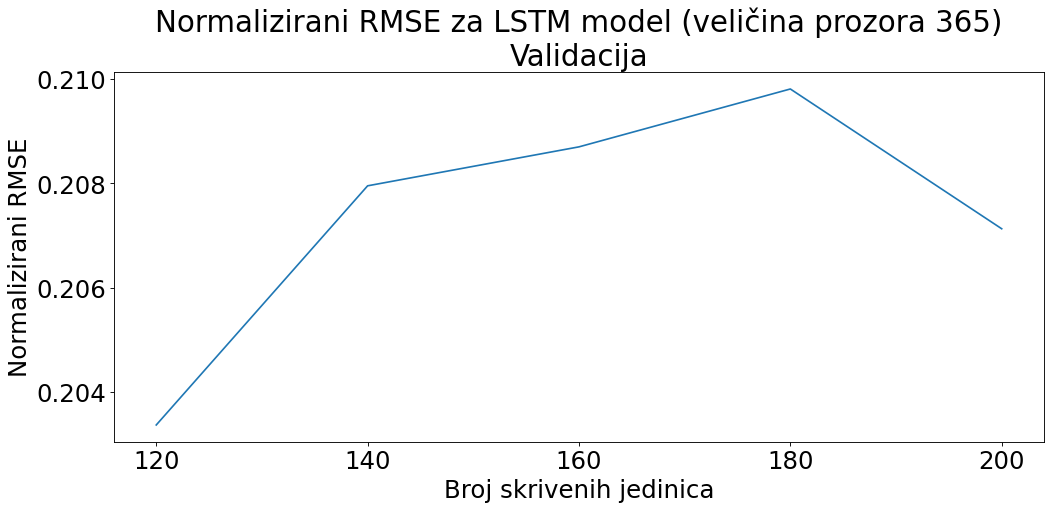 Normalizirani RMSE za LSTM model (veličina prozora 365)
Validacija
Normalizirani RMSE
0.210
0.208
0.206
0.204
120 140 160 180 200
Broj skrivenih jedinica